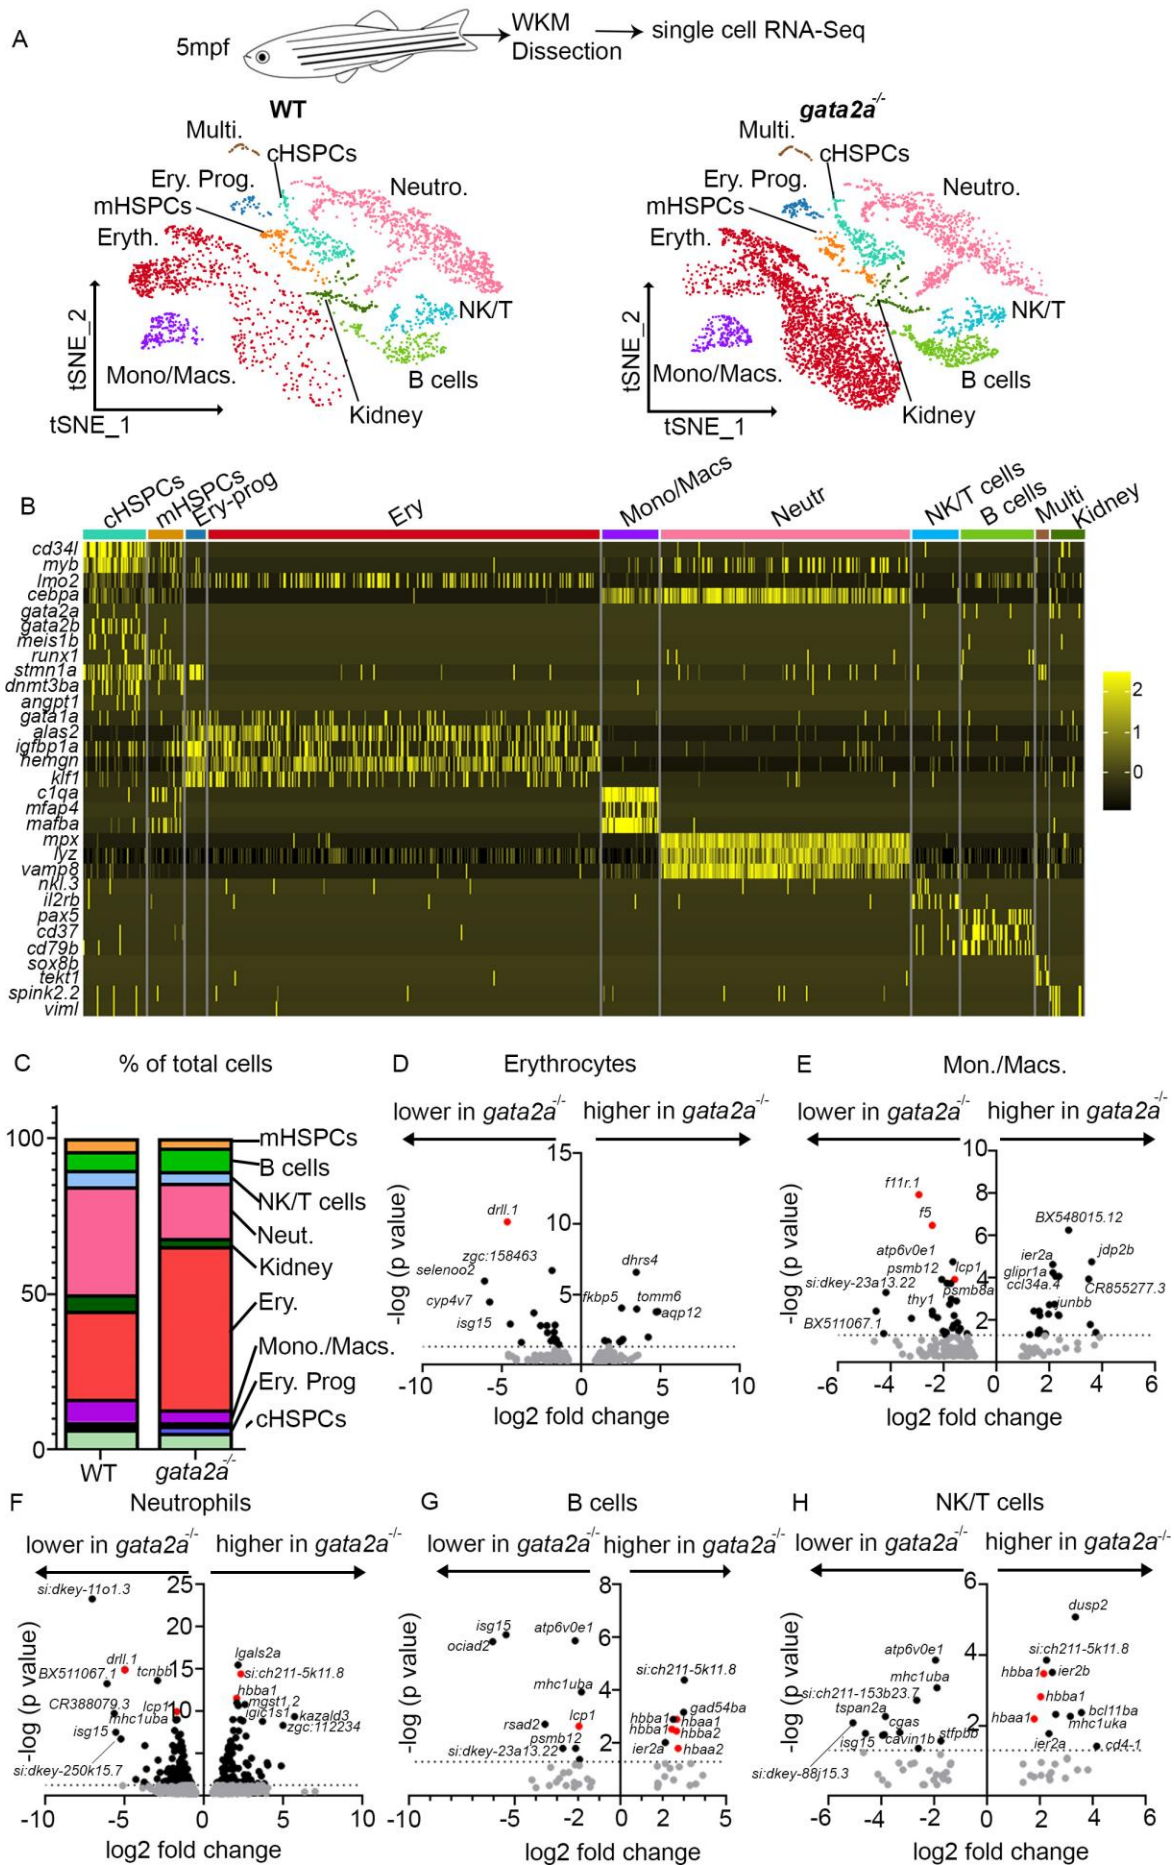 A
5mpf
WKM
Dissection
single cell RNA-Seq
WT
gata2a-/-
Multi.
cHSPCs
Ery. Prog.
mHSPCs
Neutro.
Eryth.
NK/T
Mono/Macs.
B cells
Kidney
tSNE_2
tSNE_1
Multi.
cHSPCs
Ery. Prog.
mHSPCs
Neutro.
Eryth.
NK/T
Mono/Macs.
B cells
Kidney
tSNE_2
tSNE_1
B
cHSPCs
mHSPCs
Ery-prog
Ery
Mono/Macs
Neutr
NK/T cells
B cells
Multi
Kidney
cd34l
myb
lmo2
cebpa
gata2a
gata2b
meis1b
runx1
stmn1a
dnmt3ba
angpt1
gata1a
alas2
igfbp1a
hemgn
klf1
c1qa
mfap4
mafba
mpx
lyz
vamp8
nkl.3
il2rb
pax5
cd37
cd79b
sox8b
tekt1
spink2.2
viml
2
1
0
C
% of total cells
100
50
0
WT
gata2a-/-
mHSPCs
B cells
NK/T cells
Neut.
Kidney
Ery.
Mono./Macs.
Ery. Prog
cHSPCs
D
Erythrocytes
lower in gata2a-/-
higher in gata2a-/-
15
10
5
drll.1
zgc:158463
selenoo2
cyp4v7
isg15
dhrs4
fkbp5
tomm6
aqp12
-log (p value)
-10
-5
0
5
10
log2 fold change
E
Mon./Macs.
lower in gata2a-/-
higher in gata2a-/-
10
8
6
4
2
f11r.1
f5
atp6v0e1
psmb12
lcp1
si:dkey-23a13.22
psmb8a
thy1
BX511067.1
BX548015.12
ier2a
jdp2b
glipr1a
ccl34a.4
CR855277.3
junbb
-log (p value)
-6
-4
-2
0
2
4
6
log2 fold change
F
Neutrophils
lower in gata2a-/-
higher in gata2a-/-
25
20
15
10
5
si:dkey-11o1.3
drll.1
BX511067.1
tcnbb
CR388079.3
lcp1
mhc1uba
isg15
si:dkey-250k15.7
lgals2a
si:ch211-5k11.8
hbba1
mgst1.2
igic1s1
kazald3
zgc:112234
-log (p value)
-10
-5
0
5
10
log2 fold change
G
B cells
lower in gata2a-/-
higher in gata2a-/-
8
6
4
2
isg15
ociad2
atp6v0e1
mhc1uba
rsad2
lcp1
psmb12
si:dkey-23a13.22
si:ch211-5k11.8
gad54ba
hbba1
hbaa1
hbba1
hbba2
ier2a
hbaa2
-log (p value)
-10
-8
-6
-4
-2
0
2
4
5
log2 fold change
H
NK/T cells
lower in gata2a-/-
higher in gata2a-/-
6
4
2
atp6v0e1
mhc1uba
si:ch211-153b23.7
tspan2a
cgas
isg15
cavin1b
stfpbb
si:dkey-88j15.3
dusp2
si:ch211-5k11.8
hbba1
ier2b
hbba1
hbaa1
bcl11ba
mhc1uka
ier2a
cd4-1
-log (p value)
-6
-4
-2
0
2
4
6
log2 fold change